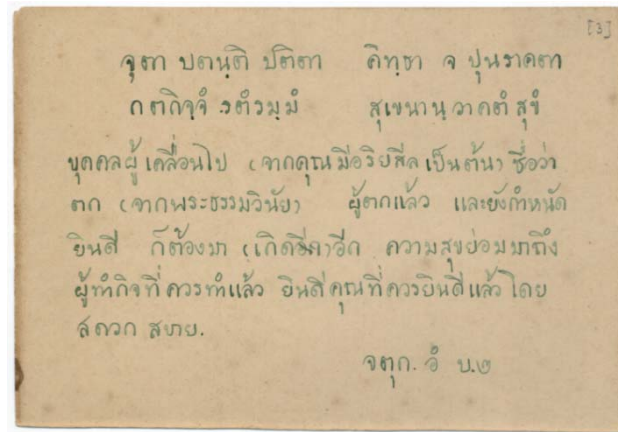 [3]
จุตา ปตนฺติ ปติตา คิทฺธา จ ปุนราคตา
กตกิจฺจํ รตํรมฺมํ สุเขนานฺวาคตํ สุขํ
บุคคลผู้เคลื่อนไป (จากคุณมีอริยสีลเป็นต้น) ชื่อว่า
ตก (จากพระธรรมวินัย) ผู้ตกแล้ว และยังกำหนัด
ยินดี ก็ต้องมา (เกิด)อีก ความสุขย่อมมาถึง
ผู้ทำกิจที่ควรทำแล้ว ยินดีคุณที่ควรยินดีแล้วโดย
สดวก สบาย.
จตุก. อํ บ.๒